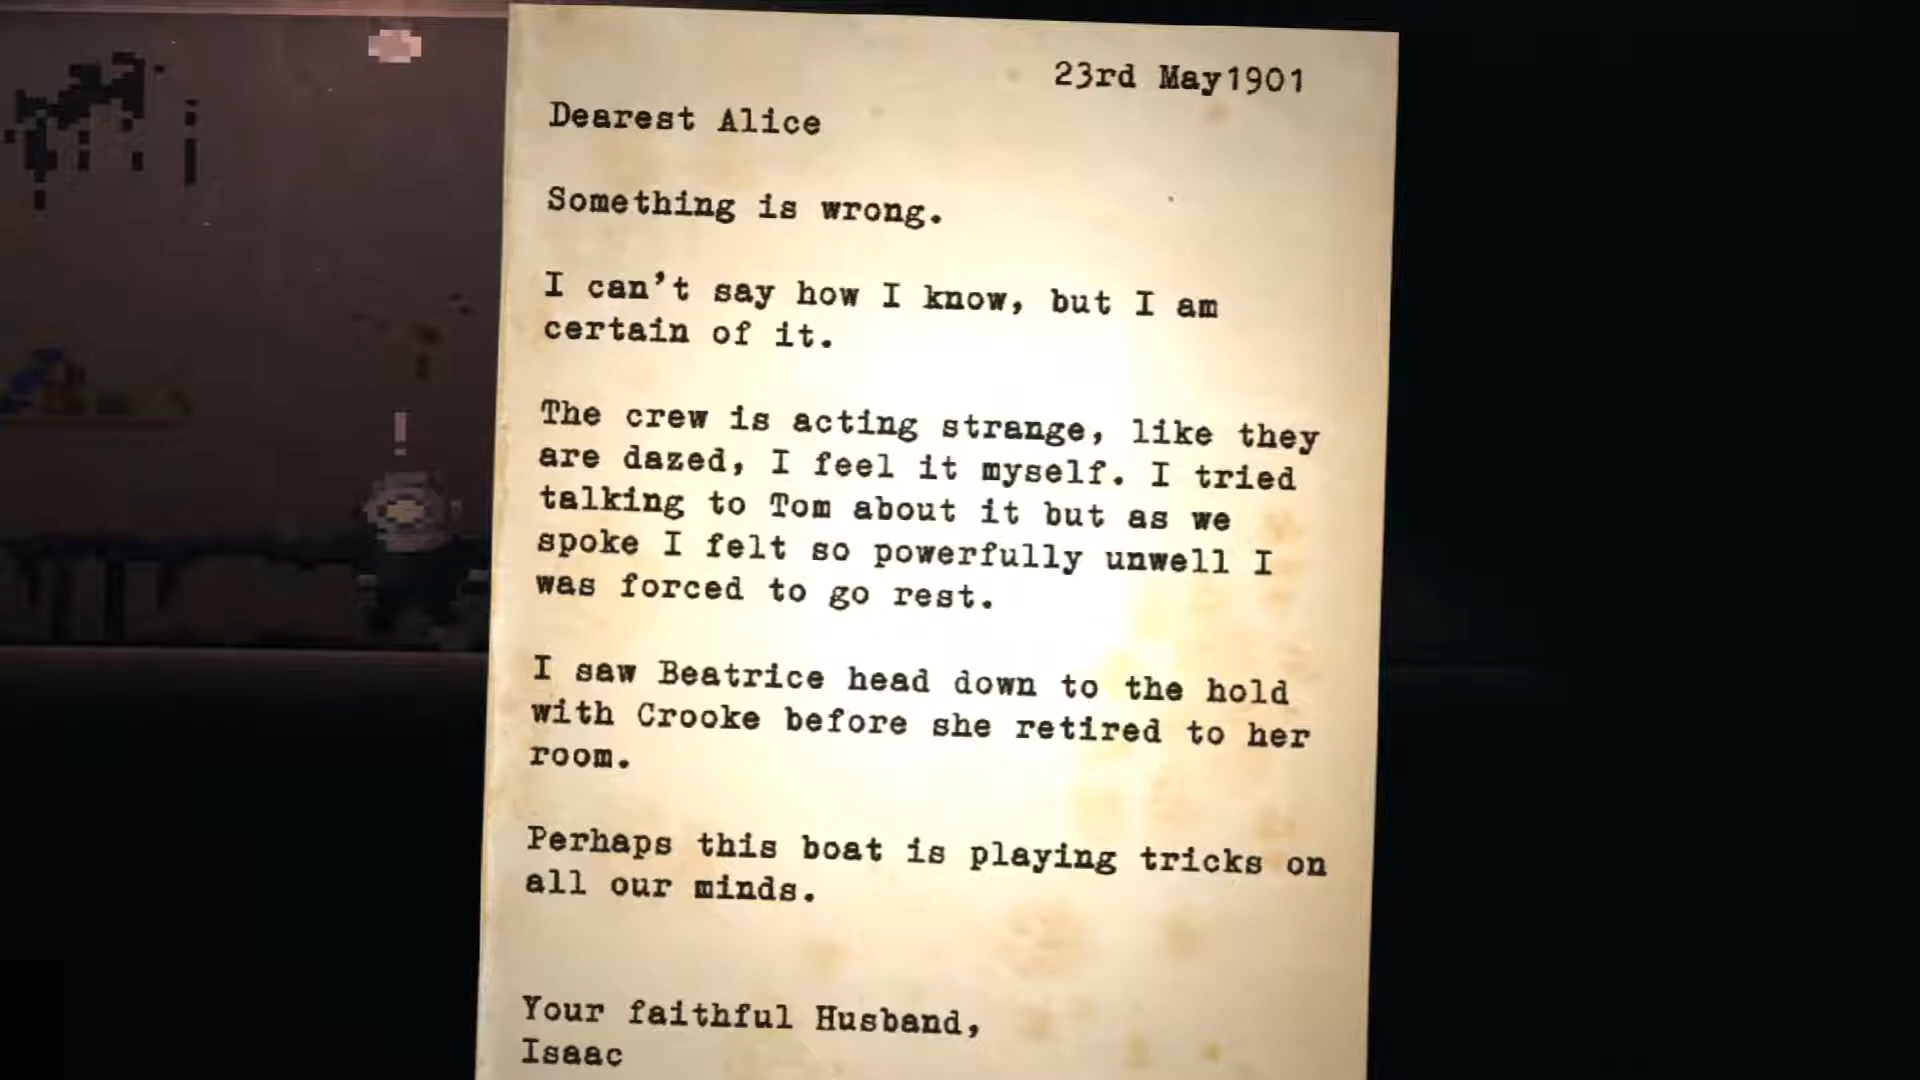 23rd May1901
Dearest Alice
Something is wrong.
I can't say how I know, but I am
certain of it.
The crew is acting strange, like they
are dazed, I feel it myself. I tried
talking to Tom about it but as we
spoke I felt so powerfully unwell I
was forced to go rest.
I saw Beatrice head down to the hold
with Crooke before she retired to her
room.
Perhaps this boat is playing tricks on
all our minds.
Your faithful Husband,
Isaac